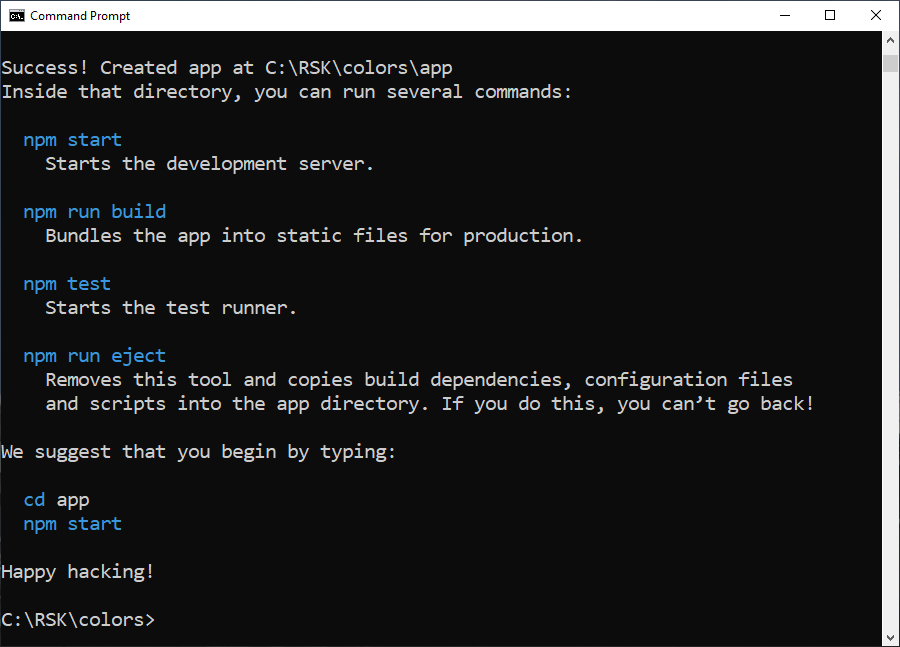 Command Prompt
Success! Created app at C:\RSK\colors\app
Inside that directory, you can run several commands:
npm start
Starts the development server.
npm run build
Bundles the app into static files for production.
npm test
Starts the test runner.
npm run eject
Removes this tool and copies build dependencies, configuration files
and scripts into the app directory. If you do this, you can’t go back!
We suggest that you begin by typing:
cd app
npm start
Happy hacking!
C:\RSK\colors>